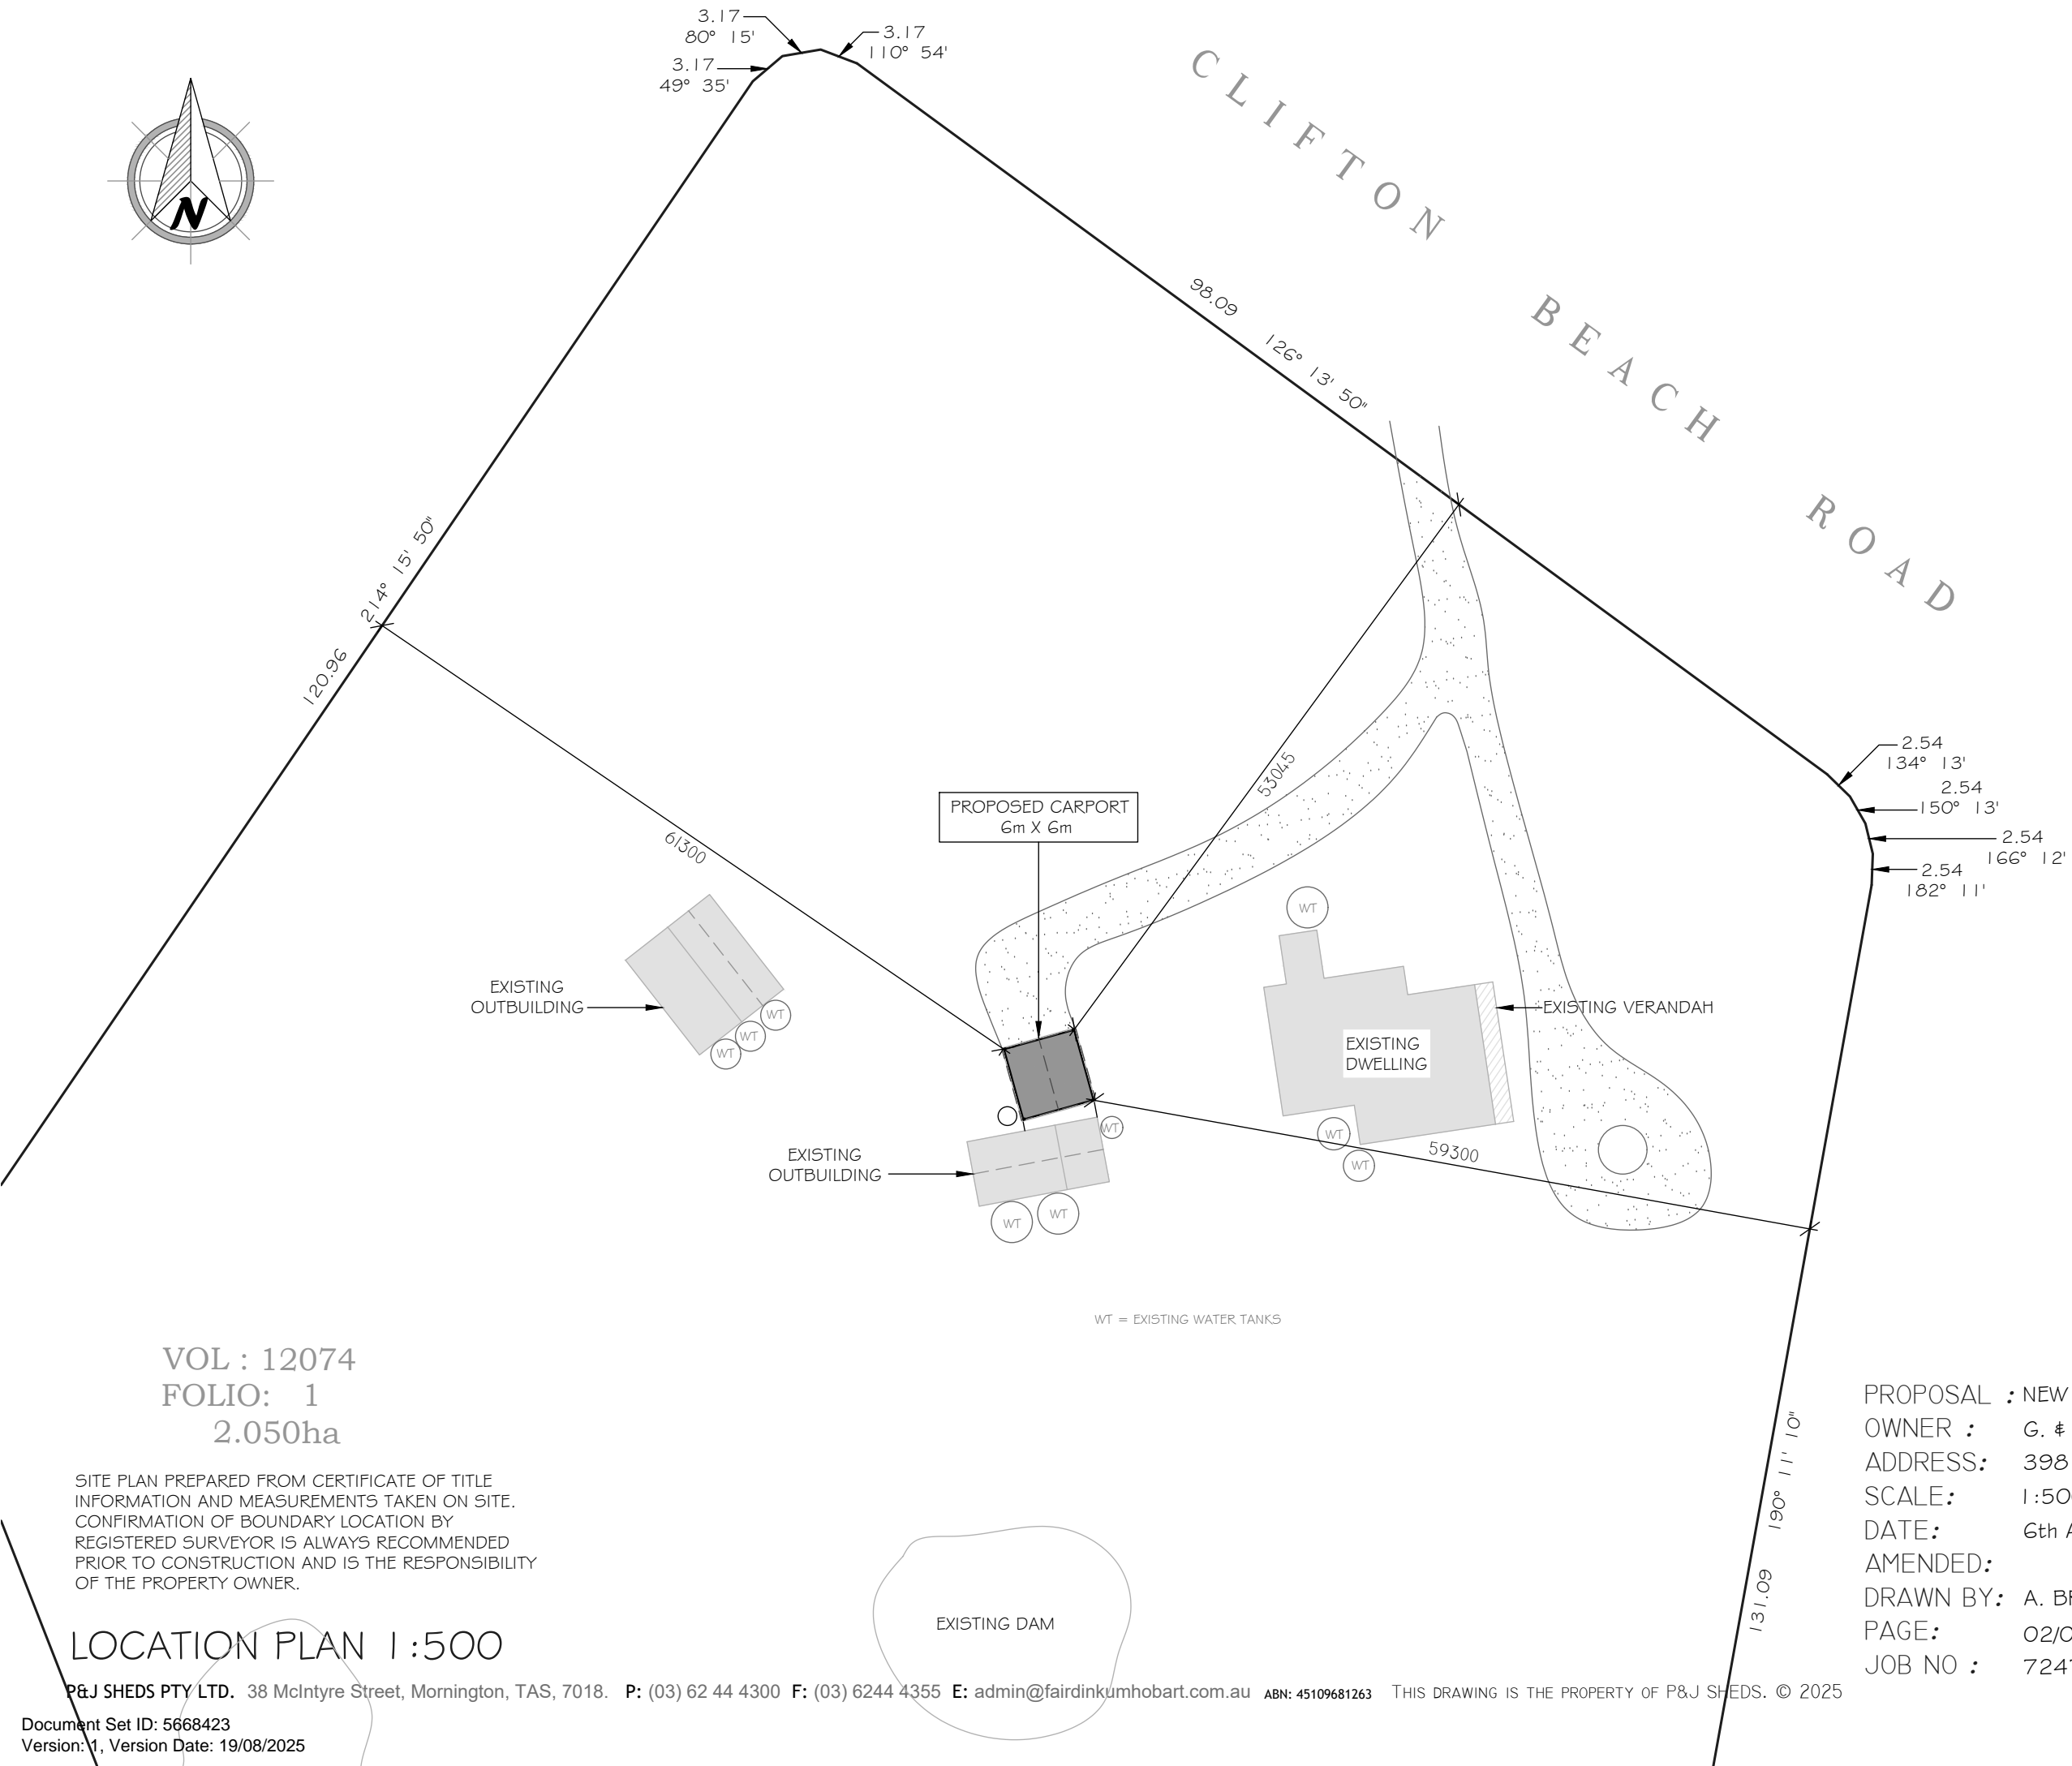 3.17
80° 15'
3.17
110° 54'
3.17
49° 35'
N
CLIFTON BEACH ROAD
98.09 126° 13' 50"
120.96 214° 15' 50"
2.54
134° 13'
2.54
150° 13'
2.54
166° 12'
2.54
182° 11'
53045
61300
PROPOSED CARPORT
6m X 6m
WT
EXISTING
OUTBUILDING
WT
WT
WT
EXISTING VERANDAH
EXISTING
DWELLING
WT
WT
WT
59300
EXISTING
OUTBUILDING
WT
WT
WT = EXISTING WATER TANKS
VOL : 12074
FOLIO: 1
2.050ha
SITE PLAN PREPARED FROM CERTIFICATE OF TITLE
INFORMATION AND MEASUREMENTS TAKEN ON SITE.
CONFIRMATION OF BOUNDARY LOCATION BY
REGISTERED SURVEYOR IS ALWAYS RECOMMENDED
PRIOR TO CONSTRUCTION AND IS THE RESPONSIBILITY
OF THE PROPERTY OWNER.
LOCATION PLAN 1:500
EXISTING DAM
131.09 190° 11' 10"
PROPOSAL : NEW
OWNER : G. &
ADDRESS: 398
SCALE: 1:50
DATE: 6th A
AMENDED:
DRAWN BY: A. BR
PAGE: 02/0
JOB NO : 724
P&J SHEDS PTY LTD. 38 McIntyre Street, Mornington, TAS, 7018. P: (03) 62 44 4300 F: (03) 6244 4355 E: admin@fairdinkumhobart.com.au ABN: 45109681263 THIS DRAWING IS THE PROPERTY OF P&J SHEDS. © 2025
Document Set ID: 5668423
Version: 1, Version Date: 19/08/2025